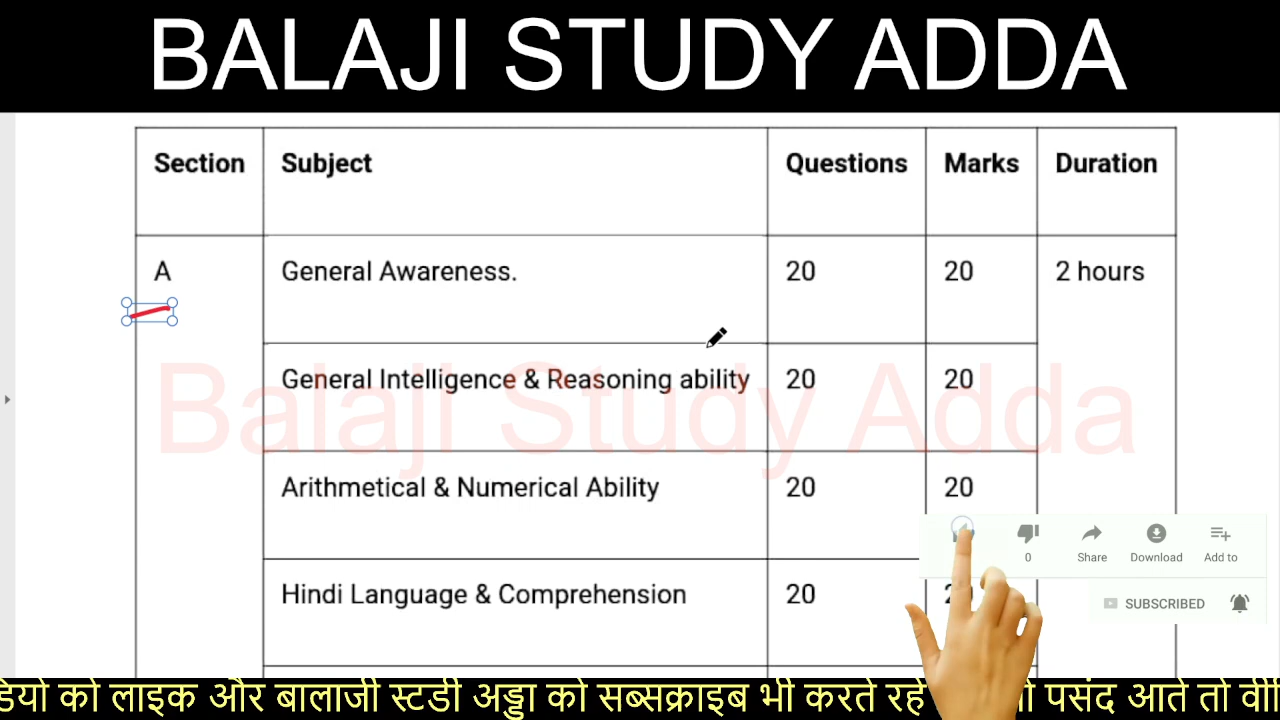 BALAJI STUDY ADDA
Section Subject Questions Marks Duration
A General Awareness. 20 20 2 hours
General Intelligence & Reasoning ability 20 20
Balaji Study Adda
Arithmetical & Numerical Ability 20 20
0 Share Download Add to
Hindi Language & Comprehension 20
SUBSCRIBED
को लाइक और बालाजी स्टडी अड्डा को सब्सक्राइब भी करते रहें पसंद आते तो